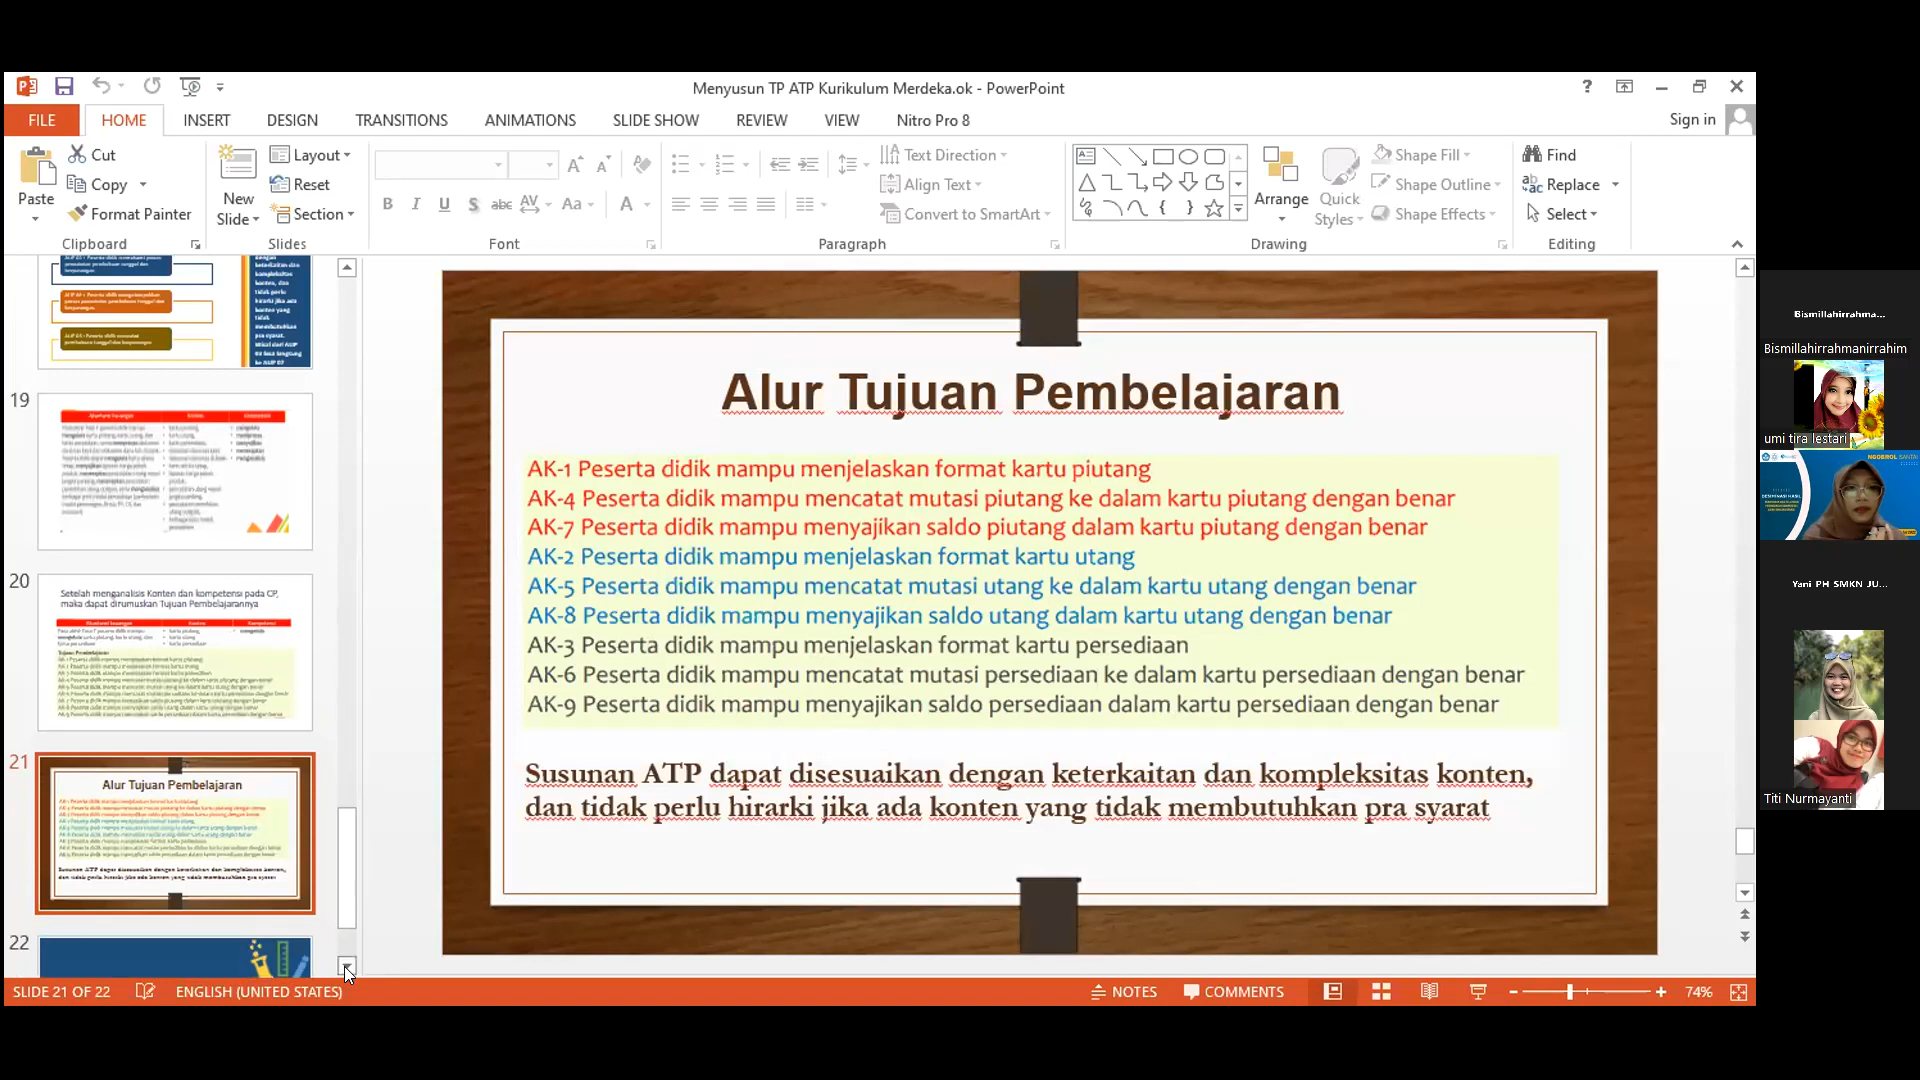 Menyusun TP ATP Kurikulum Merdeka.ok - PowerPoint
FILE HOME INSERT DESIGN TRANSITIONS ANIMATIONS SLIDE SHOW REVIEW VIEW Nitro Pro 8 Sign in
Paste
Cut
Copy
Format Painter
Clipboard
New Slide
Layout
Reset
Section
Slides
Font
Text Direction
Align Text
Convert to SmartArt
Paragraph
Arrange
Quick Styles
Shape Fill
Shape Outline
Shape Effects
Drawing
Find
Replace
Select
Editing
19
20
Setelah menganalisis Konten dan kompetensi pada CP,
maka dapat dirumuskan Tujuan Pembelajarannya
21
Alur Tujuan Pembelajaran
22
Alur Tujuan Pembelajaran
AK-1 Peserta didik mampu menjelaskan format kartu piutang
AK-4 Peserta didik mampu mencatat mutasi piutang ke dalam kartu piutang dengan benar
AK-7 Peserta didik mampu menyajikan saldo piutang dalam kartu piutang dengan benar
AK-2 Peserta didik mampu menjelaskan format kartu utang
AK-5 Peserta didik mampu mencatat mutasi utang ke dalam kartu utang dengan benar
AK-8 Peserta didik mampu menyajikan saldo utang dalam kartu utang dengan benar
AK-3 Peserta didik mampu menjelaskan format kartu persediaan
AK-6 Peserta didik mampu mencatat mutasi persediaan ke dalam kartu persediaan dengan benar
AK-9 Peserta didik mampu menyajikan saldo persediaan dalam kartu persediaan dengan benar
Susunan ATP dapat disesuaikan dengan keterkaitan dan kompleksitas konten,
dan tidak perlu hirarki jika ada konten yang tidak membutuhkan pra syarat
Bismillahirrahma...
Bismillahirrahmanirrahim
umi tira lestari
NGOBROL SANTAI
Yani PH SMKN JU...
Titi Nurmayanti
SLIDE 21 OF 22 ENGLISH (UNITED STATES) NOTES COMMENTS 74%